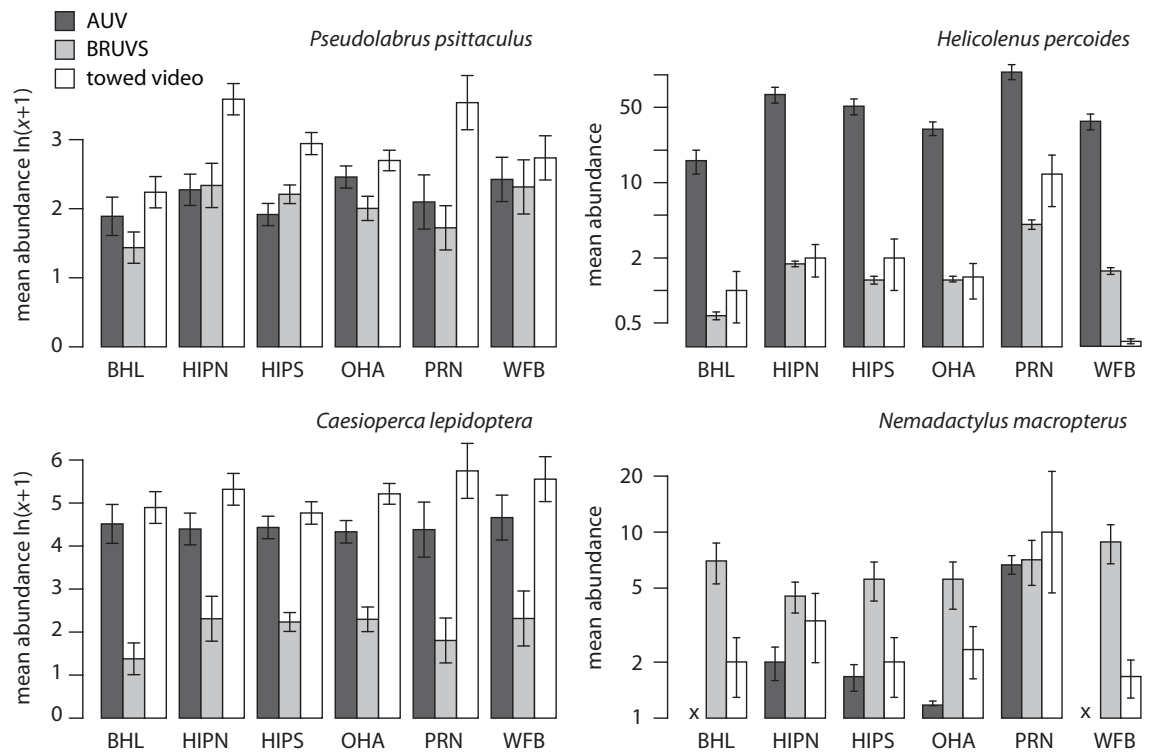 AUV
BRUVS
towed video
Pseudolabrus psittaculus
mean abundance ln(x+1)
3
2
1
0
BHL HIPN HIPS OHA PRN WFB
Helicolenus percoides
mean abundance
50
10
2
0.5
BHL HIPN HIPS OHA PRN WFB
Caesioperca lepidoptera
mean abundance ln(x+1)
6
5
4
3
2
1
0
BHL HIPN HIPS OHA PRN WFB
Nemadactylus macropterus
mean abundance
20
10
5
2
1
x x
BHL HIPN HIPS OHA PRN WFB